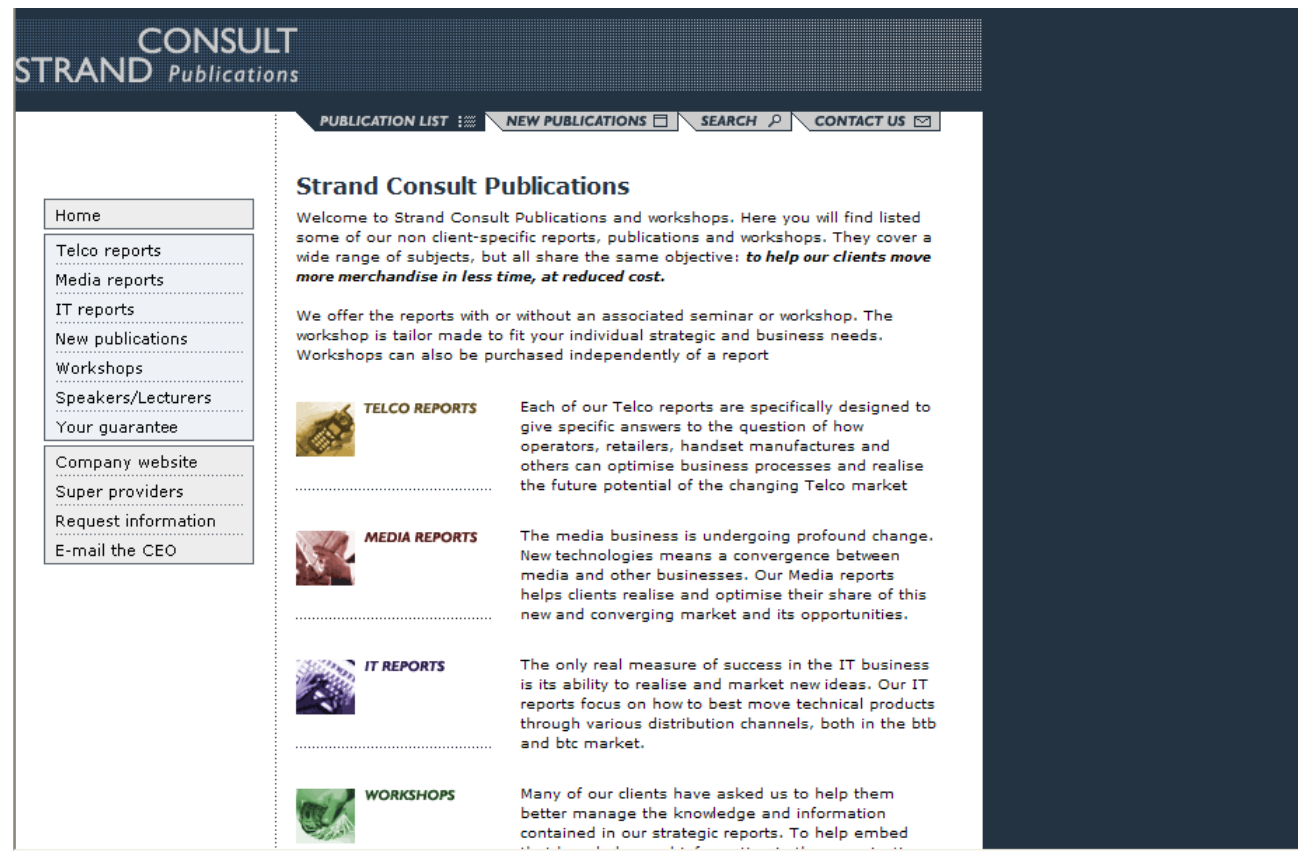 CONSULT
STRAND Publications
PUBLICATION LIST
NEW PUBLICATIONS
SEARCH
CONTACT US
Home
Telco reports
Media reports
IT reports
New publications
Workshops
Speakers/Lecturers
Your guarantee
Company website
Super providers
Request information
E-mail the CEO
Strand Consult Publications
Welcome to Strand Consult Publications and workshops. Here you will find listed
some of our non client-specific reports, publications and workshops. They cover a
wide range of subjects, but all share the same objective: to help our clients move
more merchandise in less time, at reduced cost.
We offer the reports with or without an associated seminar or workshop. The
workshop is tailor made to fit your individual strategic and business needs.
Workshops can also be purchased independently of a report
TELCO REPORTS
Each of our Telco reports are specifically designed to
give specific answers to the question of how
operators, retailers, handset manufactures and
others can optimise business processes and realise
the future potential of the changing Telco market
MEDIA REPORTS
The media business is undergoing profound change.
New technologies means a convergence between
media and other businesses. Our Media reports
helps clients realise and optimise their share of this
new and converging market and its opportunities.
IT REPORTS
The only real measure of success in the IT business
is its ability to realise and market new ideas. Our IT
reports focus on how to best move technical products
through various distribution channels, both in the btb
and btc market.
WORKSHOPS
Many of our clients have asked us to help them
better manage the knowledge and information
contained in our strategic reports. To help embed